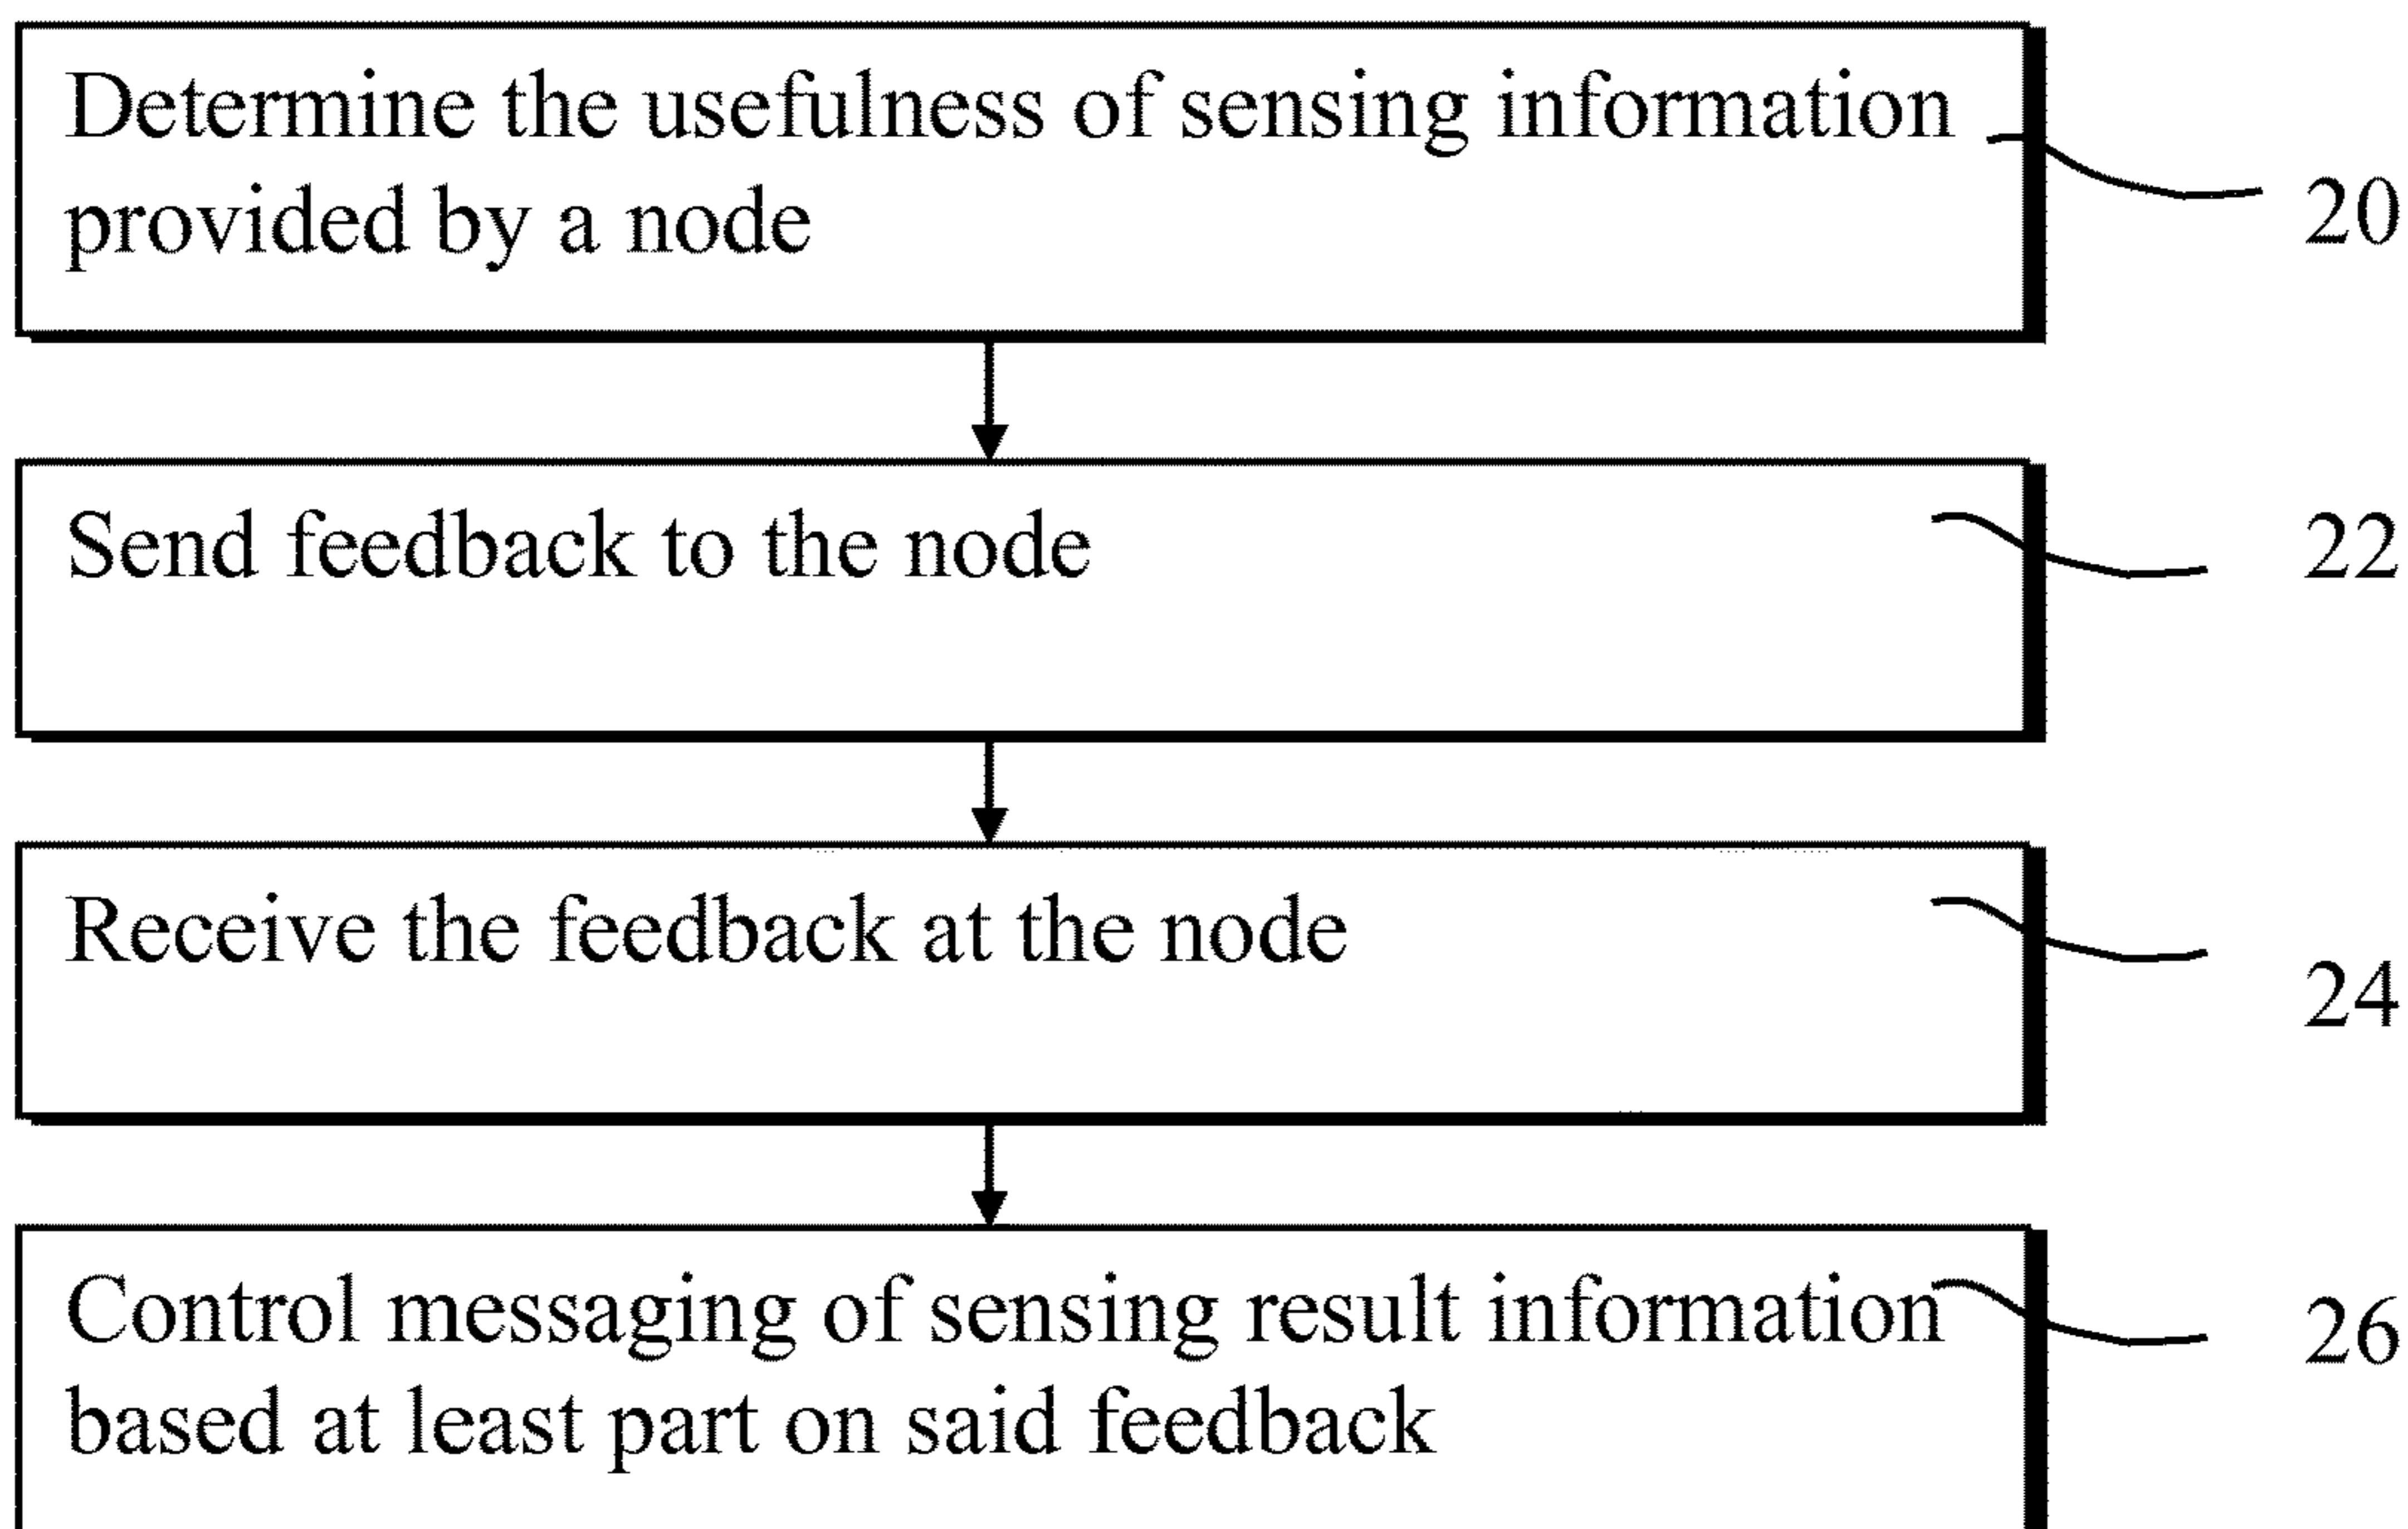 Determine the usefulness of sensing information
provided by a node
20
Send feedback to the node
22
Receive the feedback at the node
24
Control messaging of sensing result information
based at least part on said feedback
26